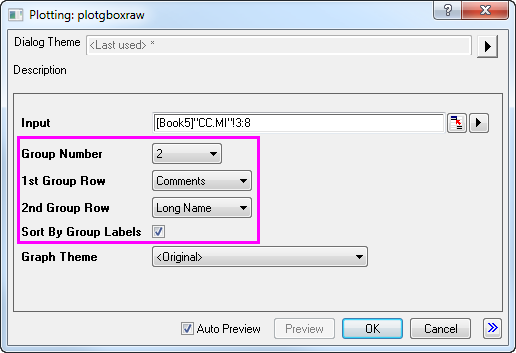 Plotting: plotgboxraw
Dialog Theme <Last used> *
Description
Input [Book5]"CC.MI"!3:8
Group Number 2
1st Group Row Comments
2nd Group Row Long Name
Sort By Group Labels
Graph Theme <Original>
Auto Preview Preview OK Cancel